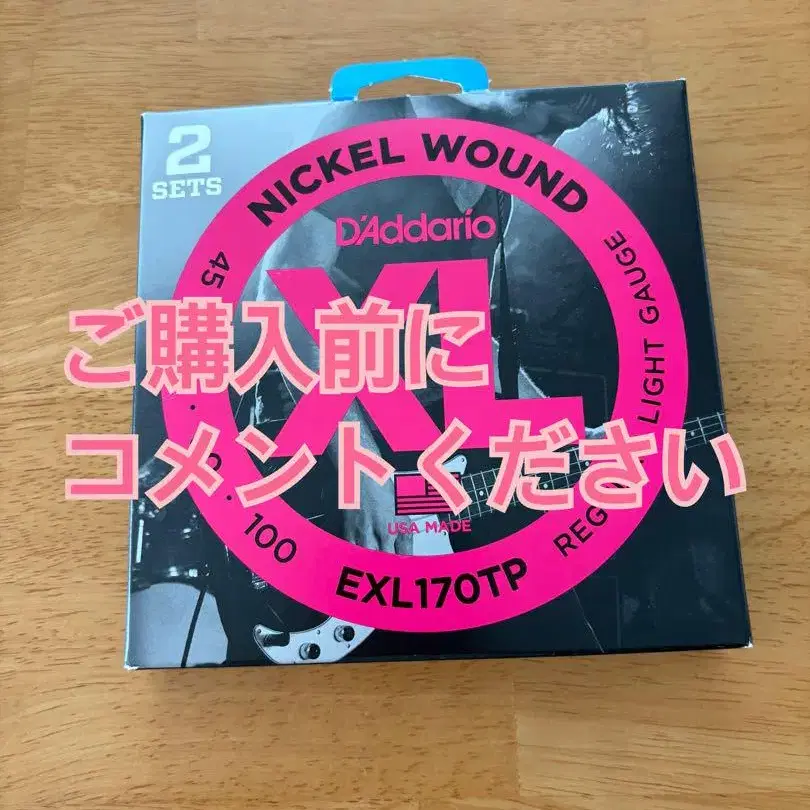 2
SETS
NICKEL WOUND
D'Addario
XL
45
100
LIGHT GAUGE
ご購入前に
コメントください
USA MADE
EXL170TP